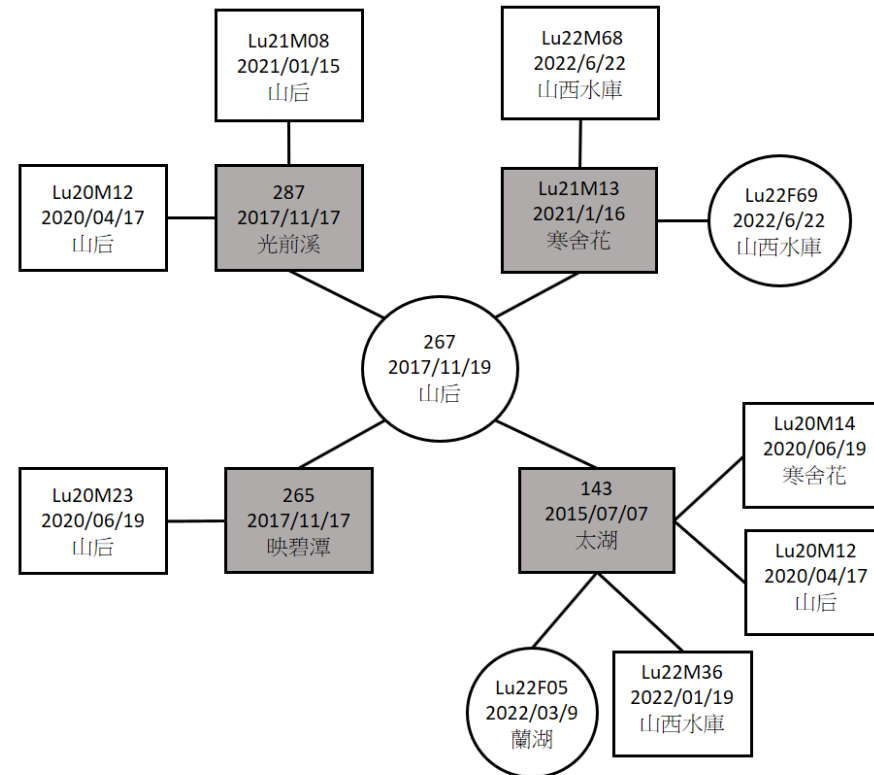 Lu21M08
2021/01/15
山后
Lu22M68
2022/6/22
山西水庫
Lu20M12
2020/04/17
山后
287
2017/11/17
光前溪
Lu21M13
2021/1/16
寒舍花
Lu22F69
2022/6/22
山西水庫
267
2017/11/19
山后
Lu20M14
2020/06/19
寒舍花
Lu20M23
2020/06/19
山后
265
2017/11/17
映碧潭
143
2015/07/07
太湖
Lu20M12
2020/04/17
山后
Lu22F05
2022/03/9
蘭湖
Lu22M36
2022/01/19
山西水庫